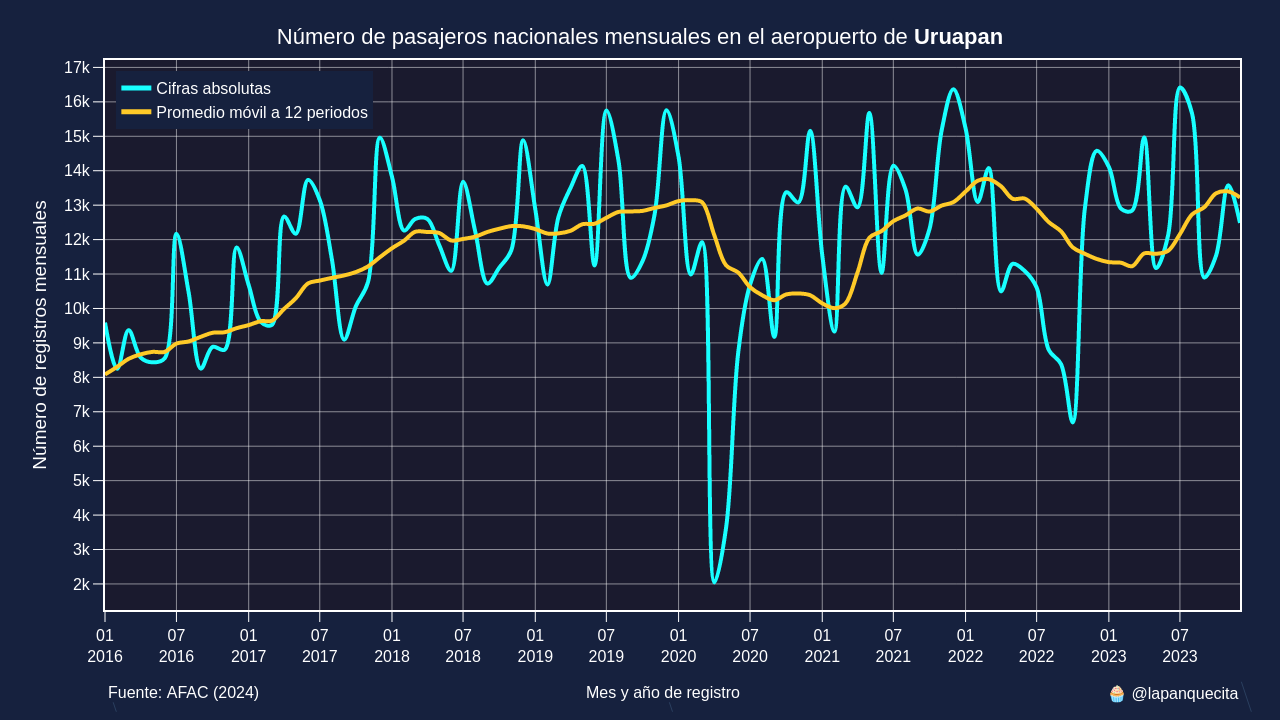 Número de pasajeros nacionales mensuales en el aeropuerto de Uruapan
Cifras absolutas
Promedio móvil a 12 periodos
Número de registros mensuales
17k
16k
15k
14k
13k
12k
11k
10k
9k
8k
7k
6k
5k
4k
3k
2k
01 07 01 07 01 07 01 07 01 07 01 07 01 07 01 07
2016 2016 2017 2017 2018 2018 2019 2019 2020 2020 2021 2021 2022 2022 2023 2023
Fuente: AFAC (2024) Mes y año de registro 🧁 @lapanquecita